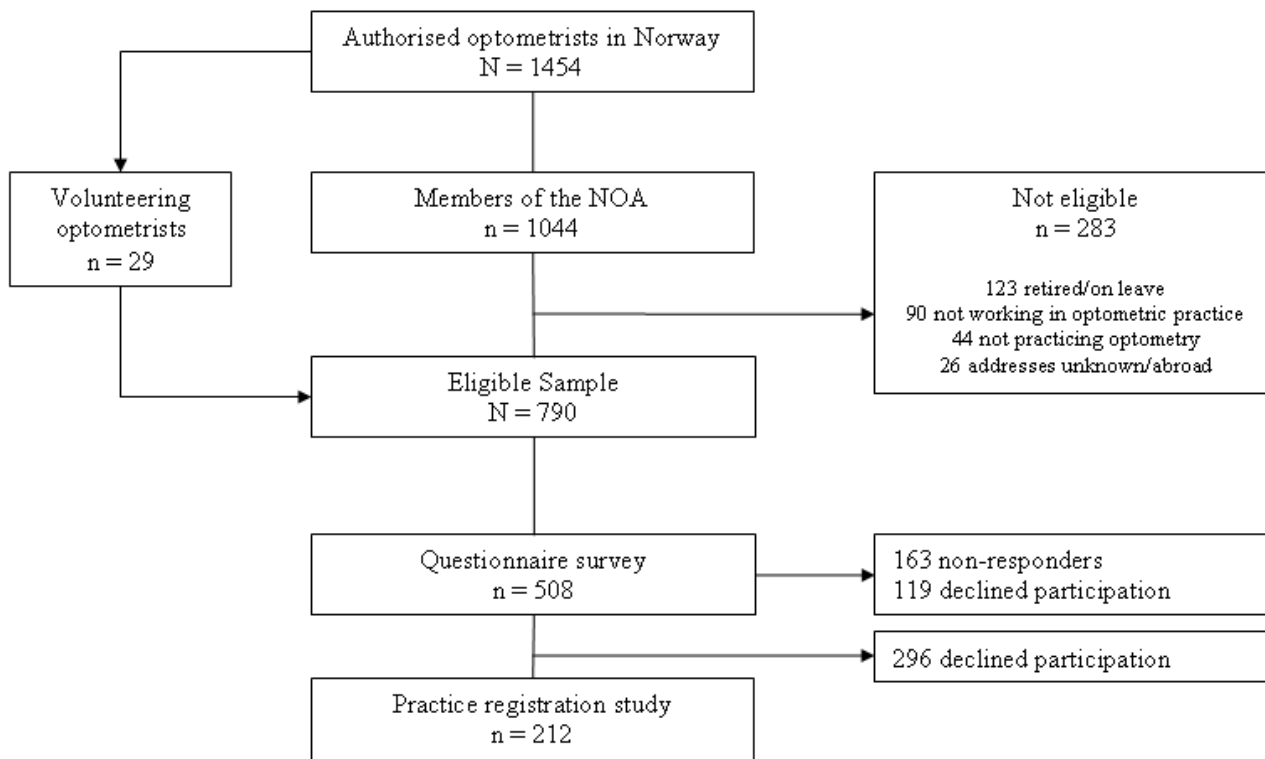 Authorised optometrists in Norway
N = 1454
Volunteering
optometrists
n = 29
Members of the NOA
n = 1044
Not eligible
n = 283
123 retired/on leave
90 not working in optometric practice
44 not practicing optometry
26 addresses unknown/abroad
Eligible Sample
N = 790
Questionnaire survey
n = 508
163 non-responders
119 declined participation
296 declined participation
Practice registration study
n = 212